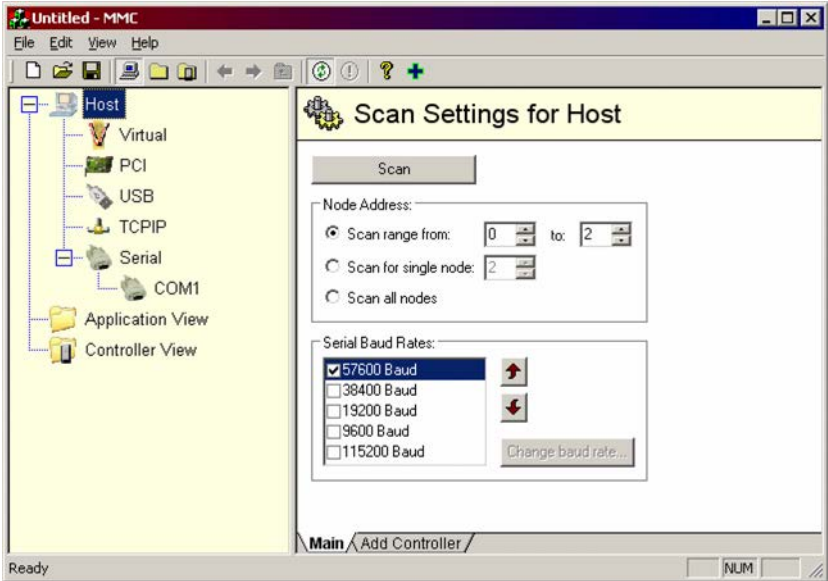 Untitled - MMC
File Edit View Help
Host
Virtual
PCI
USB
TCPIP
Serial
COM1
Application View
Controller View
Scan Settings for Host
Scan
Node Address:
Scan range from: 0 to: 2
Scan for single node: 2
Scan all nodes
Serial Baud Rates:
57600 Baud
38400 Baud
19200 Baud
9600 Baud
115200 Baud
Change baud rate...
Main Add Controller
Ready NUM